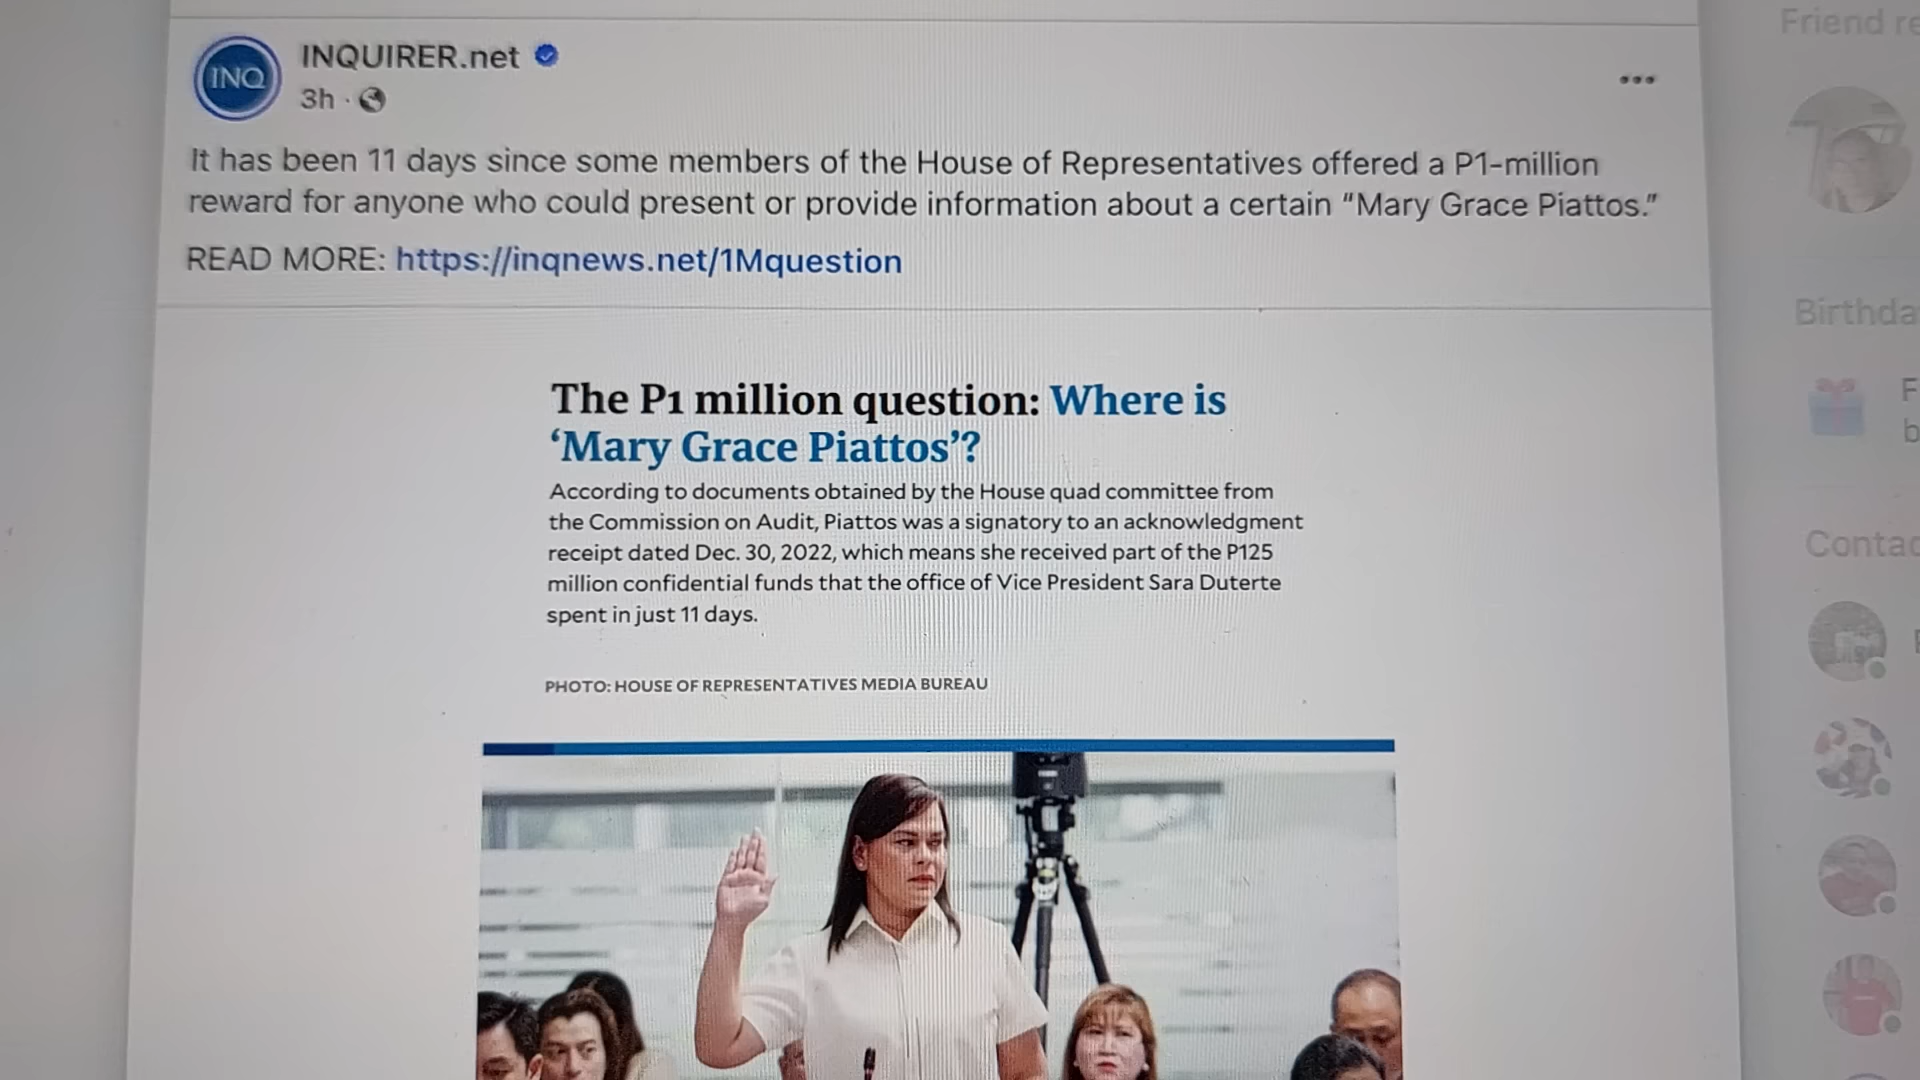 INQ
INQUIRER.net
3h ·
It has been 11 days since some members of the House of Representatives offered a P1-million
reward for anyone who could present or provide information about a certain “Mary Grace Piattos.”
READ MORE: https://inqnews.net/1Mquestion
The P1 million question: Where is
‘Mary Grace Piattos’?
According to documents obtained by the House quad committee from
the Commission on Audit, Piattos was a signatory to an acknowledgment
receipt dated Dec. 30, 2022, which means she received part of the P125
million confidential funds that the office of Vice President Sara Duterte
spent in just 11 days.
PHOTO: HOUSE OF REPRESENTATIVES MEDIA BUREAU
Friend re
Birthda
F
b
Contac